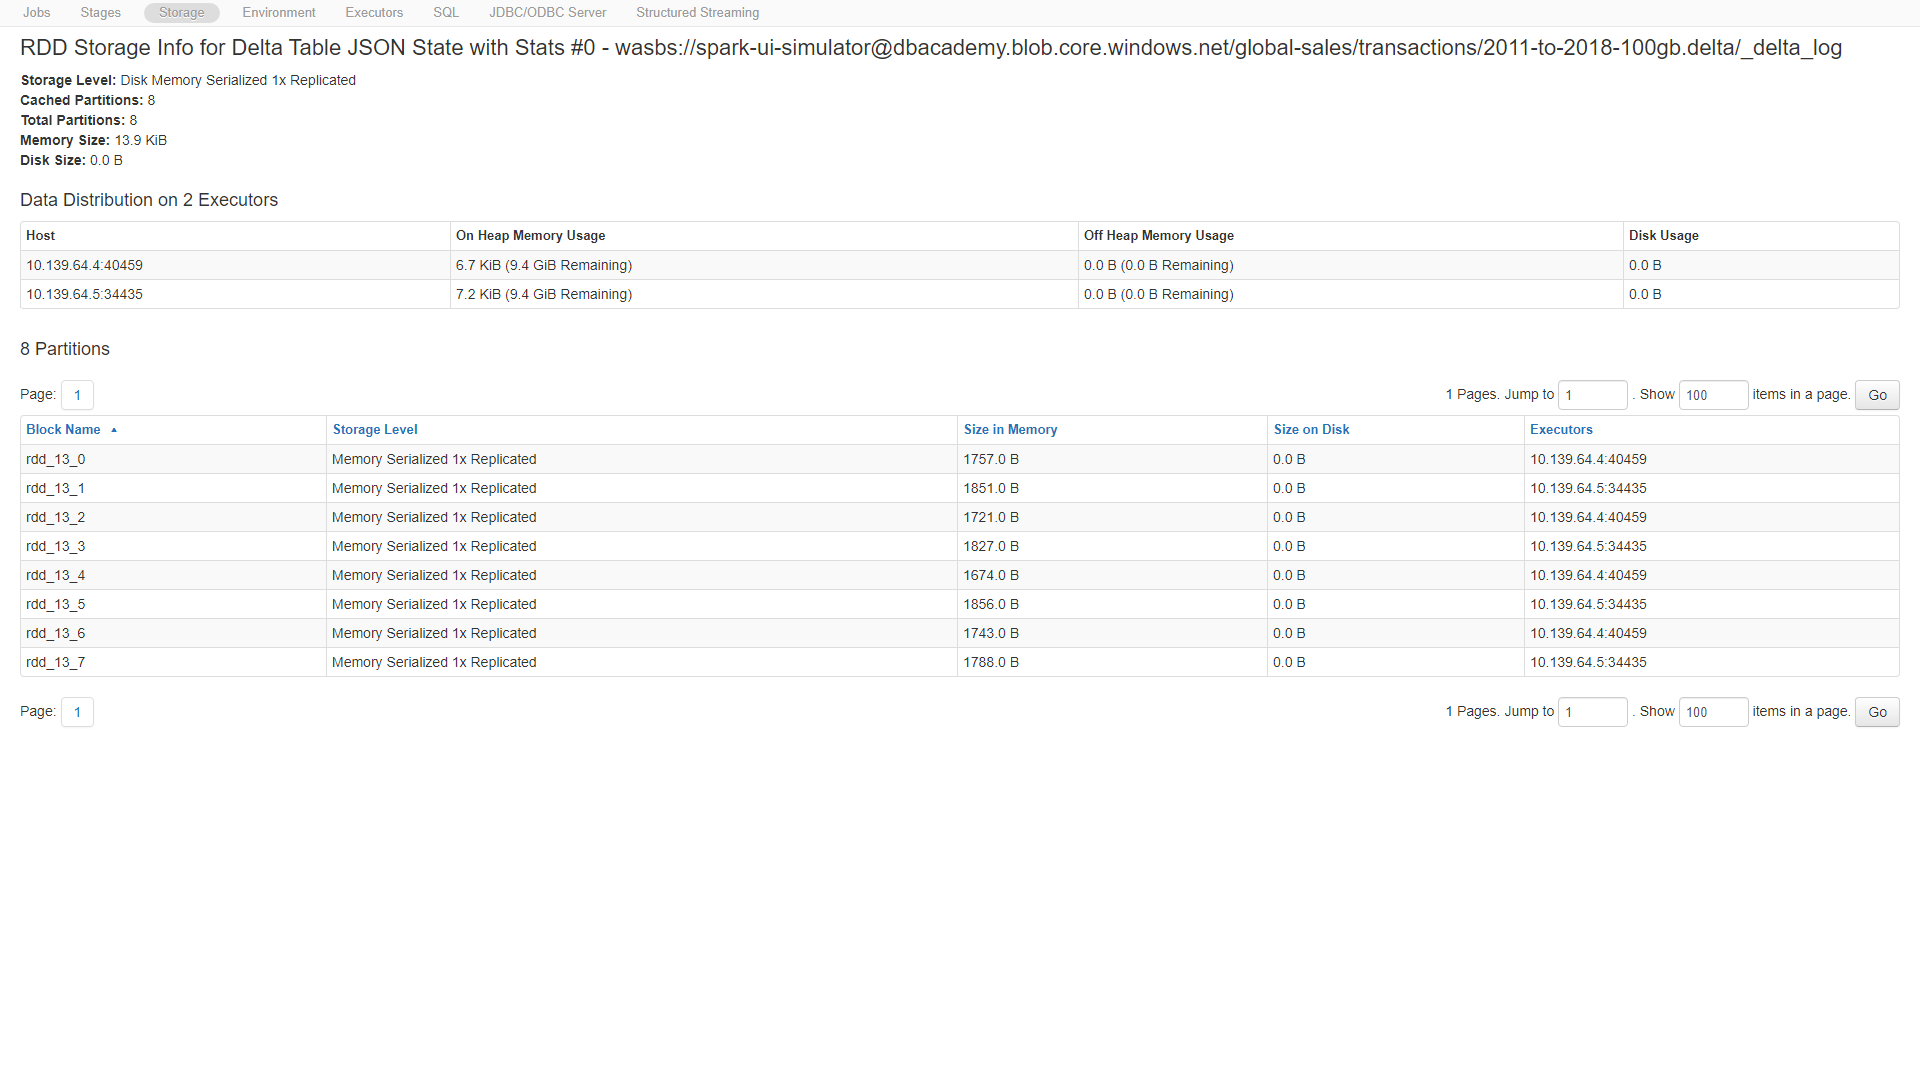 Jobs Stages Storage Environment Executors SQL JDBC/ODBC Server Structured Streaming
RDD Storage Info for Delta Table JSON State with Stats #0 - wasbs://spark-ui-simulator@dbacademy.blob.core.windows.net/global-sales/transactions/2011-to-2018-100gb.delta/_delta_log
Storage Level: Disk Memory Serialized 1x Replicated
Cached Partitions: 8
Total Partitions: 8
Memory Size: 13.9 KiB
Disk Size: 0.0 B
Data Distribution on 2 Executors
Host On Heap Memory Usage Off Heap Memory Usage Disk Usage
10.139.64.4:40459 6.7 KiB (9.4 GiB Remaining) 0.0 B (0.0 B Remaining) 0.0 B
10.139.64.5:34435 7.2 KiB (9.4 GiB Remaining) 0.0 B (0.0 B Remaining) 0.0 B
8 Partitions
Page: 1 1 Pages. Jump to 1 . Show 100 items in a page. Go
Block Name ▲ Storage Level Size in Memory Size on Disk Executors
rdd_13_0 Memory Serialized 1x Replicated 1757.0 B 0.0 B 10.139.64.4:40459
rdd_13_1 Memory Serialized 1x Replicated 1851.0 B 0.0 B 10.139.64.5:34435
rdd_13_2 Memory Serialized 1x Replicated 1721.0 B 0.0 B 10.139.64.4:40459
rdd_13_3 Memory Serialized 1x Replicated 1827.0 B 0.0 B 10.139.64.5:34435
rdd_13_4 Memory Serialized 1x Replicated 1674.0 B 0.0 B 10.139.64.4:40459
rdd_13_5 Memory Serialized 1x Replicated 1856.0 B 0.0 B 10.139.64.5:34435
rdd_13_6 Memory Serialized 1x Replicated 1743.0 B 0.0 B 10.139.64.4:40459
rdd_13_7 Memory Serialized 1x Replicated 1788.0 B 0.0 B 10.139.64.5:34435
Page: 1 1 Pages. Jump to 1 . Show 100 items in a page. Go